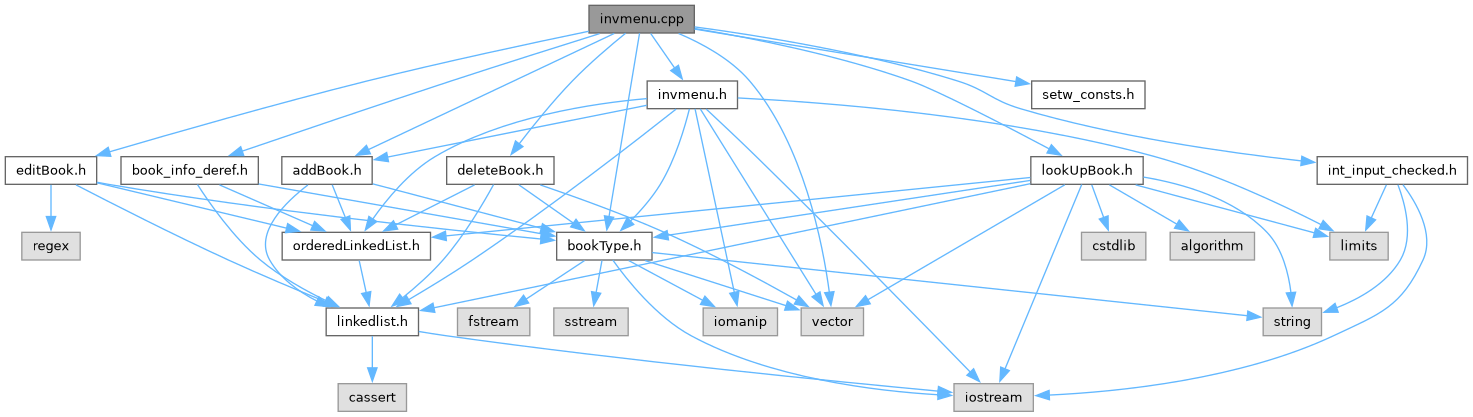 invmenu.cpp
invmenu.h
setw_consts.h
editBook.h
book_info_deref.h
addBook.h
deleteBook.h
lookUpBook.h
int_input_checked.h
regex
orderedLinkedList.h
bookType.h
cstdlib
algorithm
limits
linkedlist.h
fstream
sstream
iomanip
vector
string
cassert
iostream